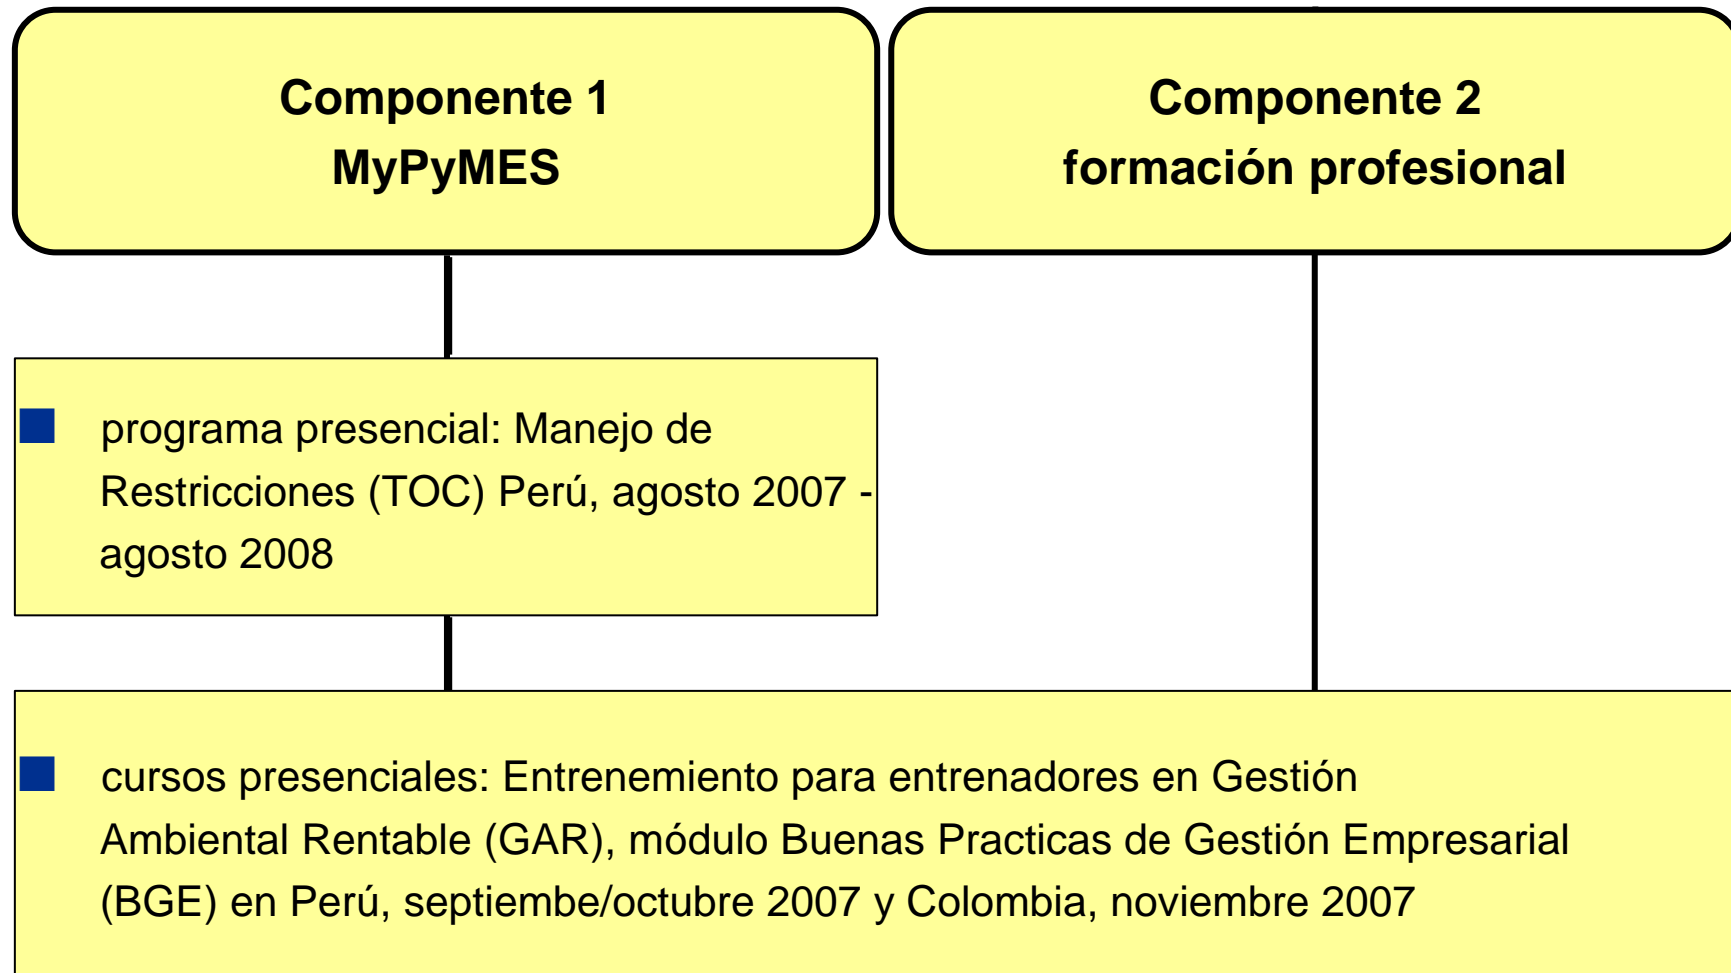 Componente 1
MyPyMES
Componente 2
formación profesional
programa presencial: Manejo de
Restricciones (TOC) Perú, agosto 2007 -
agosto 2008
cursos presenciales: Entrenemiento para entrenadores en Gestión
Ambiental Rentable (GAR), módulo Buenas Practicas de Gestión Empresarial
(BGE) en Perú, septiembe/octubre 2007 y Colombia, noviembre 2007